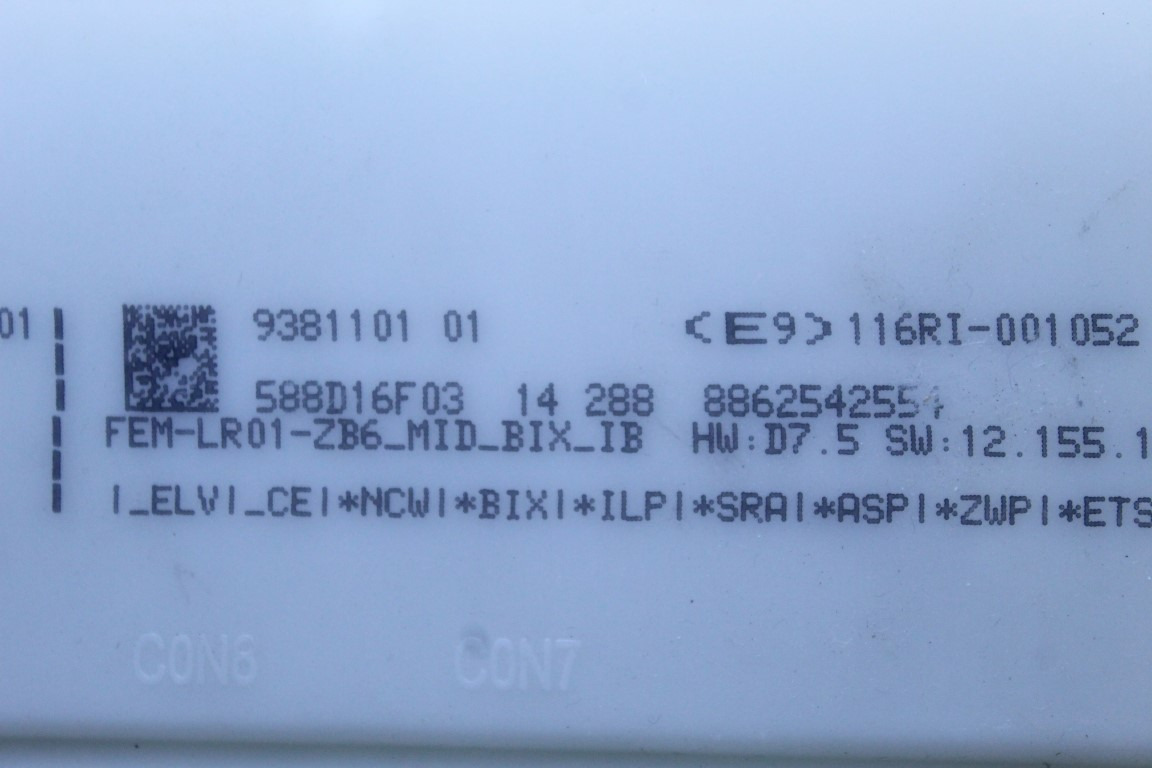 01
9381101 01 <E9> 116RI-001052
588D16F03 14 288 8862542554
FEM-LR01-ZB6_MID_BIX_IB HW:D7.5 SW:12.155.1
|_ELV|_CE|*NCW|*BIX|*ILP|*SRA|*ASP|*ZWP|*ETS
CON6 CON7